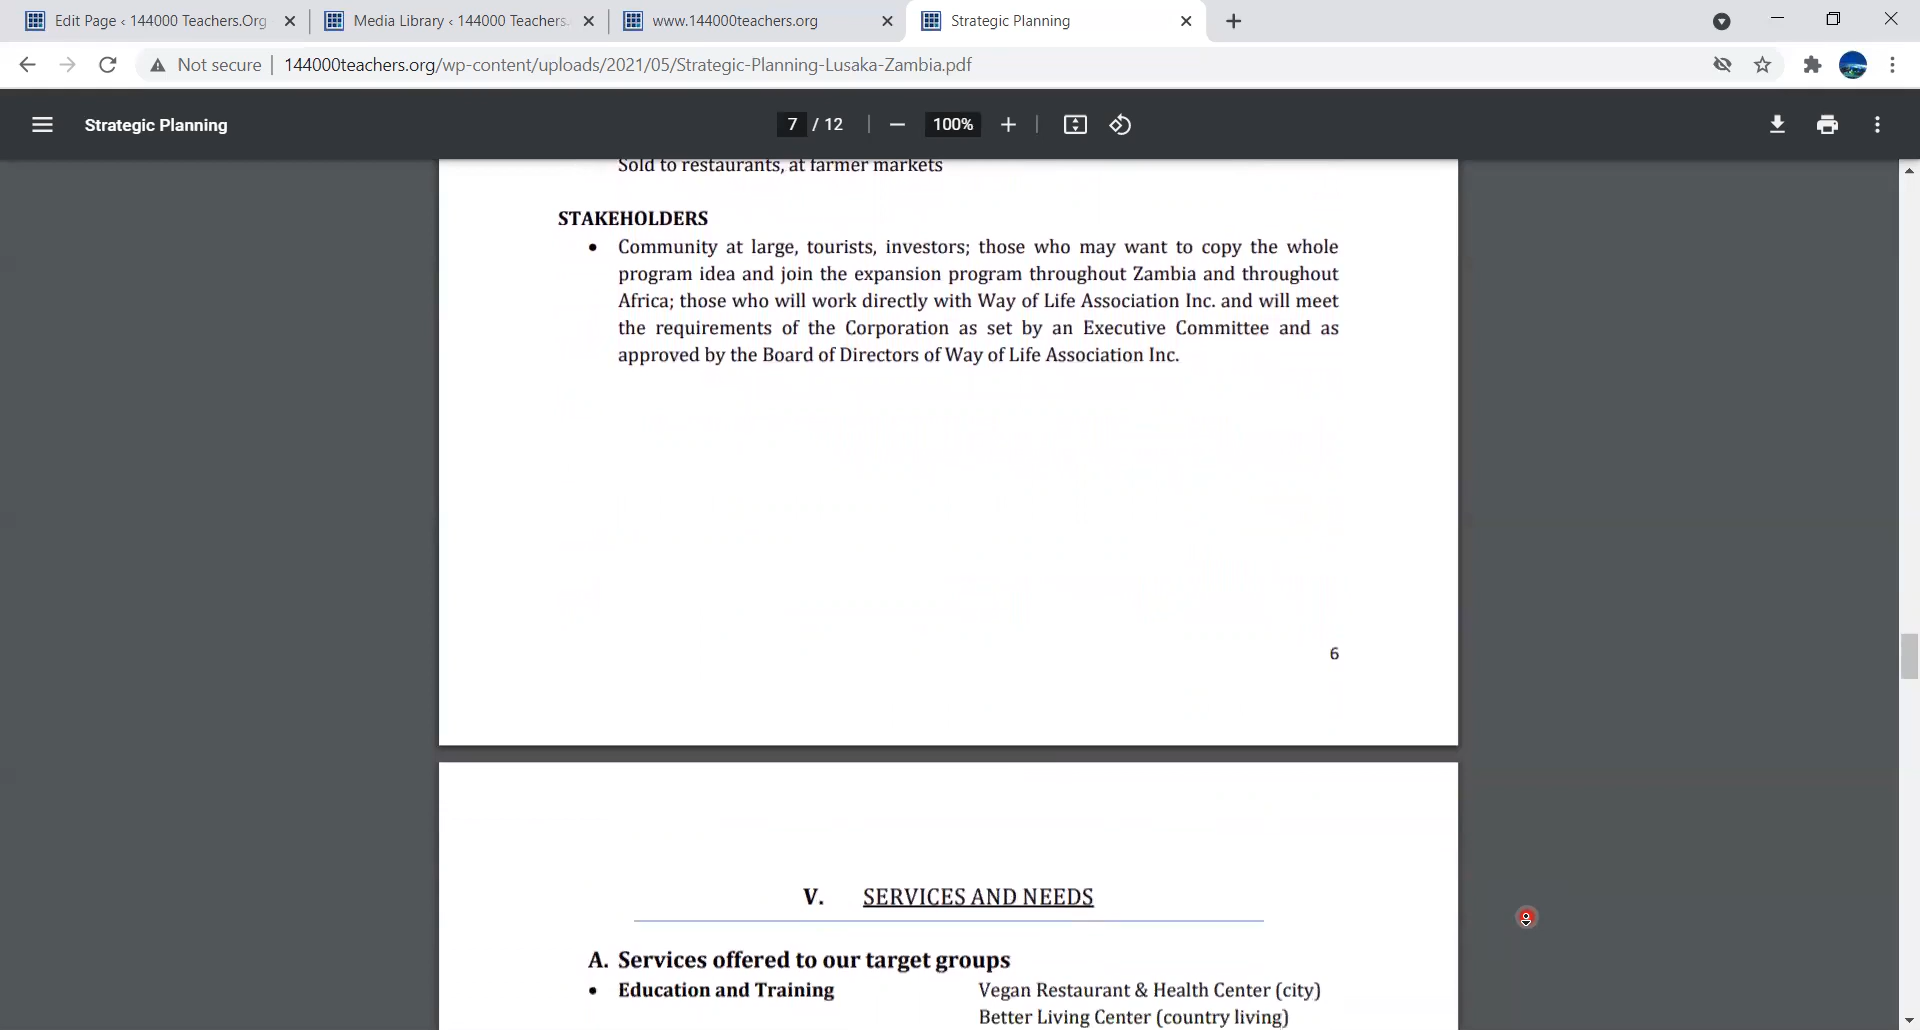 Edit Page ‹ 144000 Teachers.Org
Media Library ‹ 144000 Teachers.
www.144000teachers.org
Strategic Planning
Not secure
144000teachers.org/wp-content/uploads/2021/05/Strategic-Planning-Lusaka-Zambia.pdf
Strategic Planning
7 / 12
100%
Sold to restaurants, at farmer markets
STAKEHOLDERS
• Community at large, tourists, investors; those who may want to copy the whole
program idea and join the expansion program throughout Zambia and throughout
Africa; those who will work directly with Way of Life Association Inc. and will meet
the requirements of the Corporation as set by an Executive Committee and as
approved by the Board of Directors of Way of Life Association Inc.
6
V. SERVICES AND NEEDS
A. Services offered to our target groups
• Education and Training Vegan Restaurant & Health Center (city)
Better Living Center (country living)